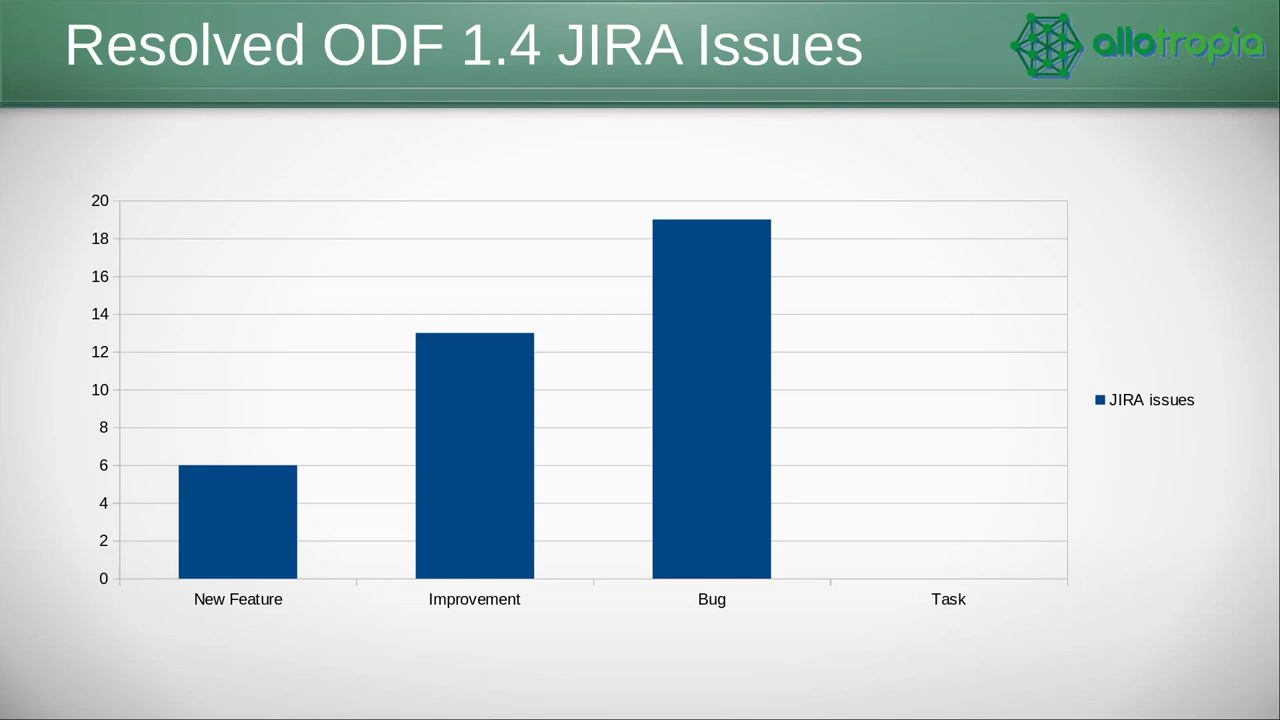 Resolved ODF 1.4 JIRA Issues
allotropia
20
18
16
14
12
10
8
6
4
2
0
JIRA issues
New Feature
Improvement
Bug
Task